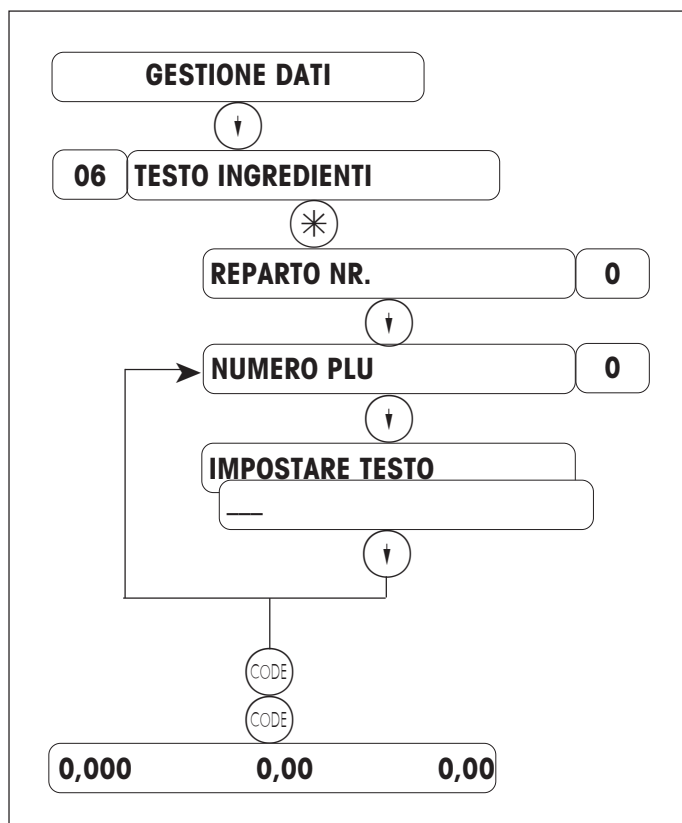 GESTIONE DATI
06 TESTO INGREDIENTI
REPARTO NR. 0
NUMERO PLU 0
IMPOSTARE TESTO
___
CODE
CODE
0,000 0,00 0,00